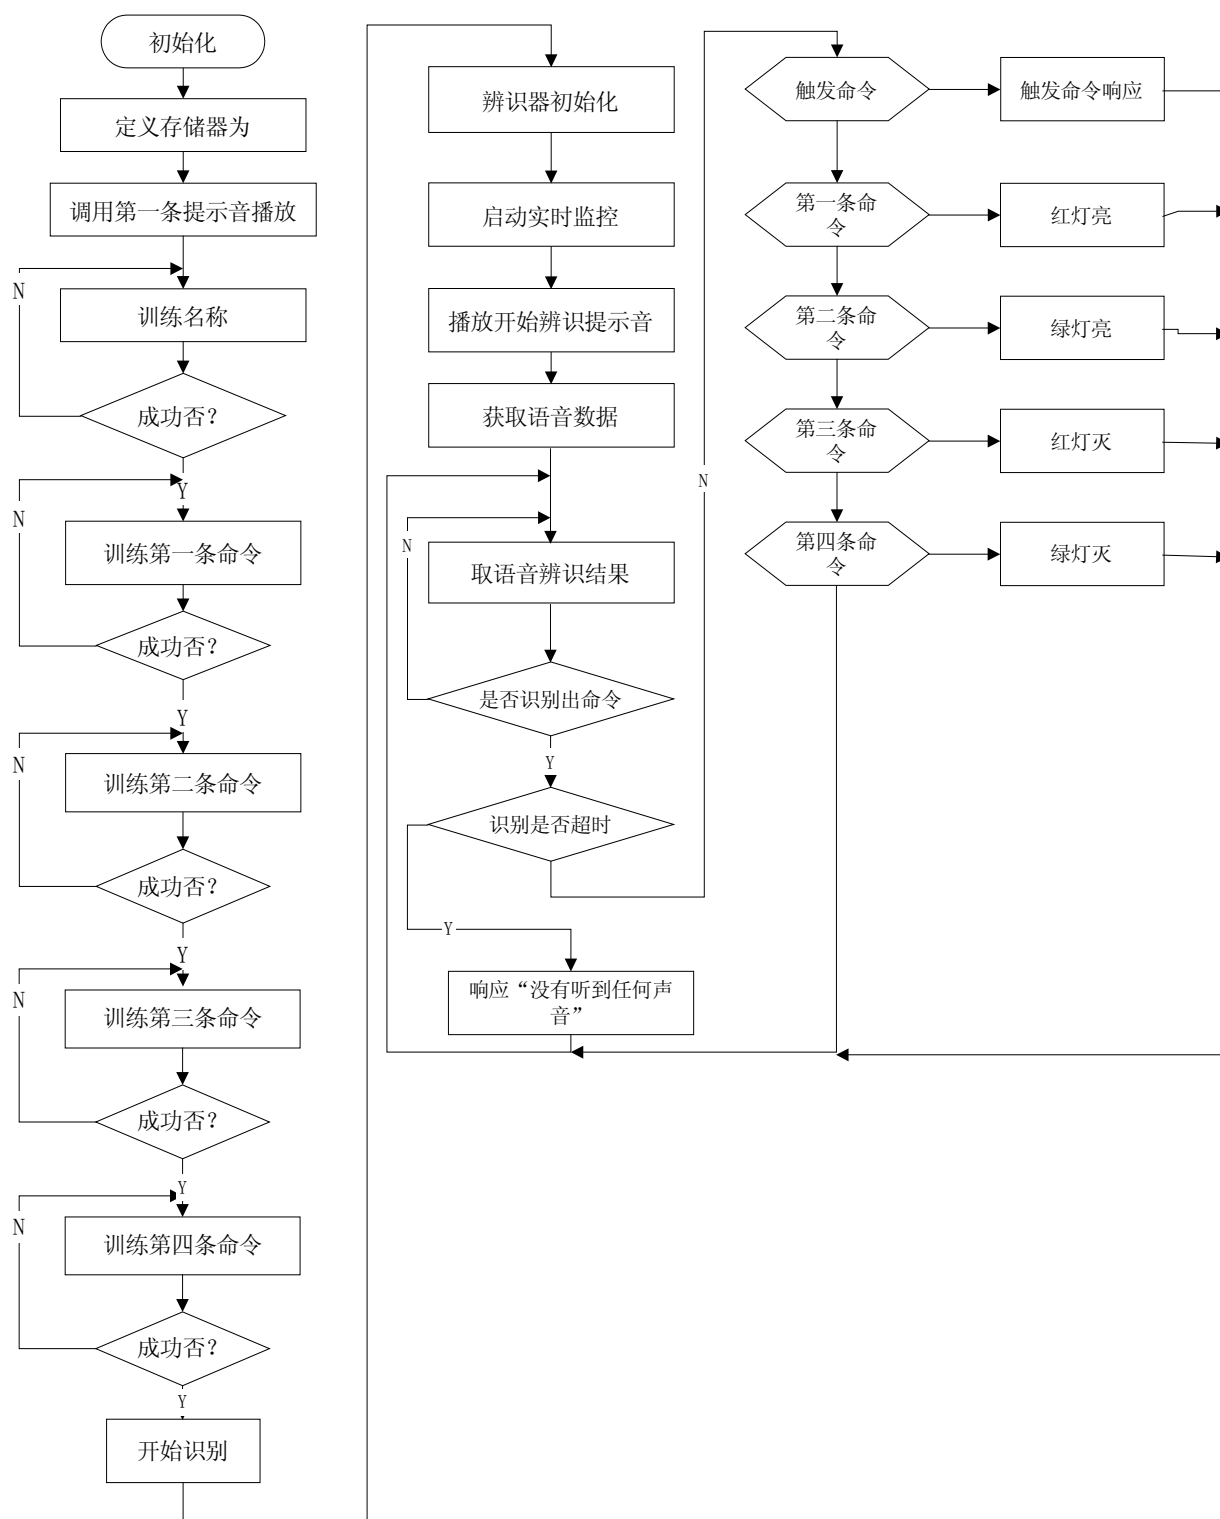 初始化
定义存储器为
调用第一条提示音播放
N
训练名称
成功否?
Y
N
训练第一条命令
成功否?
Y
N
训练第二条命令
成功否?
Y
N
训练第三条命令
成功否?
Y
N
训练第四条命令
成功否?
Y
开始识别
辨识器初始化
启动实时监控
播放开始辨识提示音
获取语音数据
N
取语音辨识结果
是否识别出命令
Y
识别是否超时
Y
响应“没有听到任何声
音”
N
触发命令
触发命令响应
第一条命
令
红灯亮
第二条命
令
绿灯亮
第三条命
令
红灯灭
第四条命
令
绿灯灭